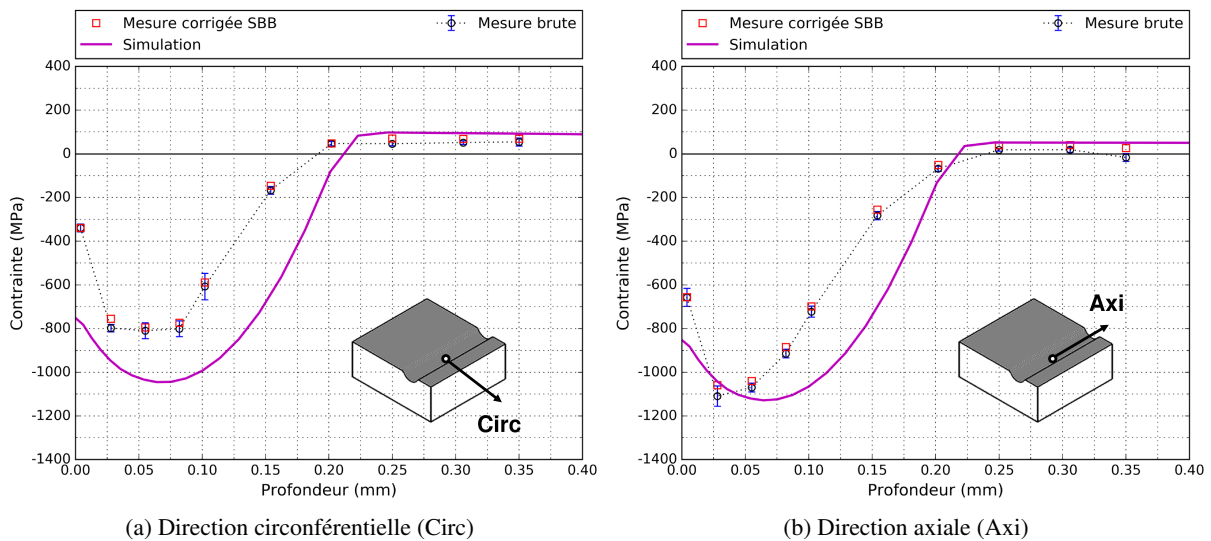 Mesure corrigée SBB
Mesure brute
Simulation
400
200
0
-200
-400
-600
-800
-1000
-1200
-1400
Contrainte (MPa)
0.00 0.05 0.10 0.15 0.20 0.25 0.30 0.35 0.40
Profondeur (mm)
Circ
(a) Direction circonférentielle (Circ)
Mesure corrigée SBB
Mesure brute
Simulation
400
200
0
-200
-400
-600
-800
-1000
-1200
-1400
Contrainte (MPa)
0.00 0.05 0.10 0.15 0.20 0.25 0.30 0.35 0.40
Profondeur (mm)
Axi
(b) Direction axiale (Axi)